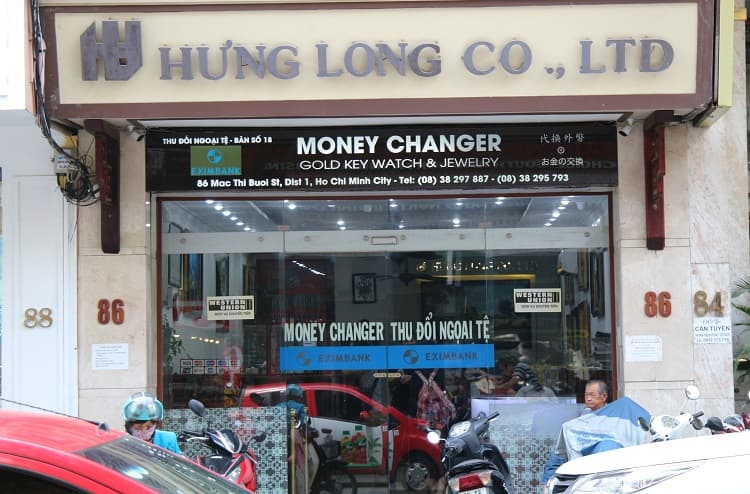 HƯNG LONG CO ., LTD
THU ĐỔI NGOẠI TỆ - BÀN SỐ 18
MONEY CHANGER
代換外幣
EXIMBANK
GOLD KEY WATCH & JEWELRY
お金の交換
86 Mac Thi Buoi St, Dist 1, Ho Chi Minh City - Tel: (08) 38 297 887 - (08) 38 295 793
88
86
86
84
WESTERN UNION
WESTERN UNION
MONEY CHANGER THU ĐỔI NGOẠI TỆ
EXIMBANK
EXIMBANK
CẦN TUYỂN